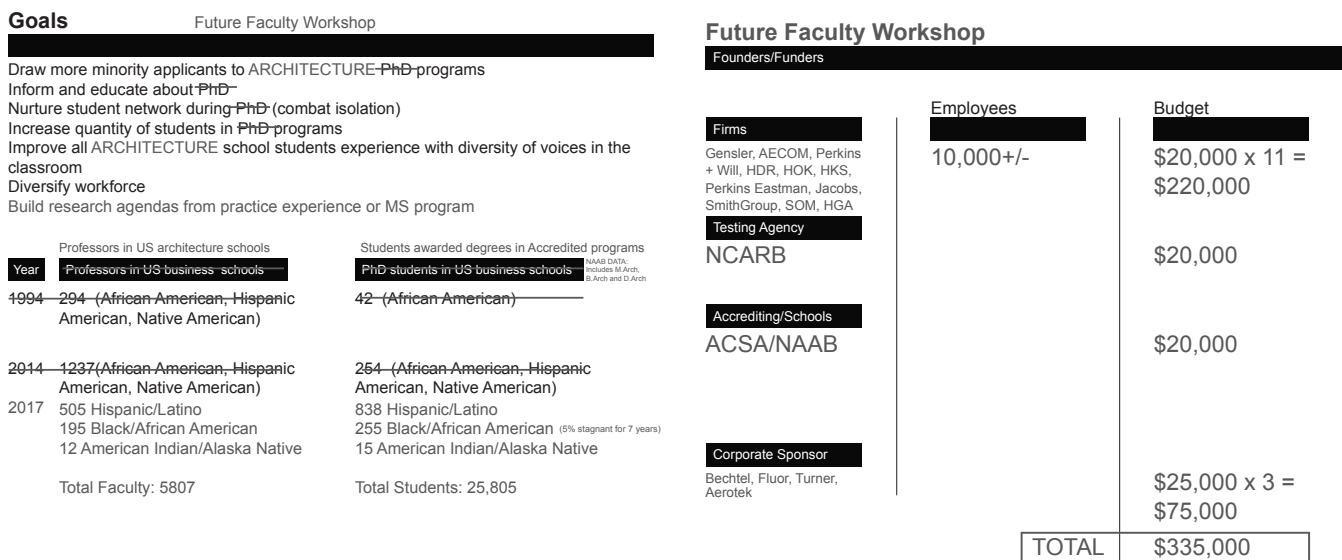 Goals
Future Faculty Workshop
Draw more minority applicants to ARCHITECTURE PhD programs
Inform and educate about PhD
Nurture student network during PhD (combat isolation)
Increase quantity of students in PhD programs
Improve all ARCHITECTURE school students experience with diversity of voices in the
classroom
Diversify workforce
Build research agendas from practice experience or MS program
Professors in US architecture schools
Students awarded degrees in Accredited programs
Year
Professors in US business schools
PhD students in US business schools
NAAB DATA:
Includes M.Arch,
B.Arch and D.Arch
1994
294 (African American, Hispanic
American, Native American)
42 (African American)
2014
1237(African American, Hispanic
American, Native American)
254 (African American, Hispanic
American, Native American)
2017
505 Hispanic/Latino
195 Black/African American
12 American Indian/Alaska Native
838 Hispanic/Latino
255 Black/African American (5% stagnant for 7 years)
15 American Indian/Alaska Native
Total Faculty: 5807
Total Students: 25,805
Future Faculty Workshop
Founders/Funders
Employees
Budget
Firms
Gensler, AECOM, Perkins
+ Will, HDR, HOK, HKS,
Perkins Eastman, Jacobs,
SmithGroup, SOM, HGA
10,000+/-
$20,000 x 11 =
$220,000
Testing Agency
NCARB
$20,000
Accrediting/Schools
ACSA/NAAB
$20,000
Corporate Sponsor
Bechtel, Fluor, Turner,
Aerotek
$25,000 x 3 =
$75,000
TOTAL
$335,000